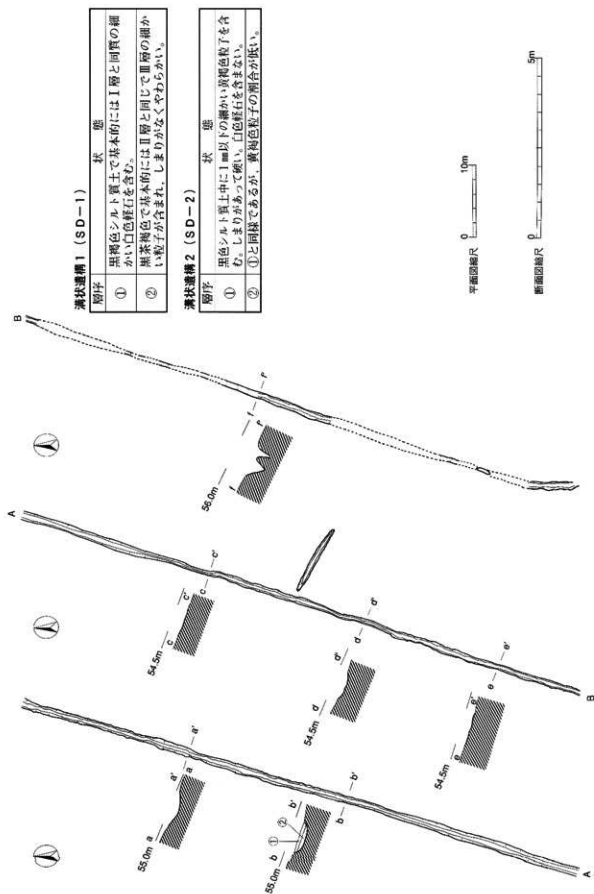 溝状遺構1（SD－1）
層序 状態
① 黒褐色シルト質土で基本的にはⅠ層と同質の細
かい白色軽石を含む。
② 黒茶褐色で基本的にはⅡ層と同じでⅢ層の細か
い粒子が含まれ、しまりがなくやわらかい。
溝状遺構2（SD－2）
層序 状態
① 黒色シルト質土中に1㎜以下の細かい黄褐色粒子を含
む。しまりがあって硬い。白色軽石を含まない。
② ①と同様であるが、黄褐色粒子の割合が低い。
0 10m
平面図縮尺
0 5m
断面図縮尺
B
f f'
56.0m
f f'
A
c c'
54.5m
c c'
d d'
54.5m
d d'
e e'
54.5m
e e'
B
a a'
55.0m
a a'
b b'
55.0m
① ②
b b'
A